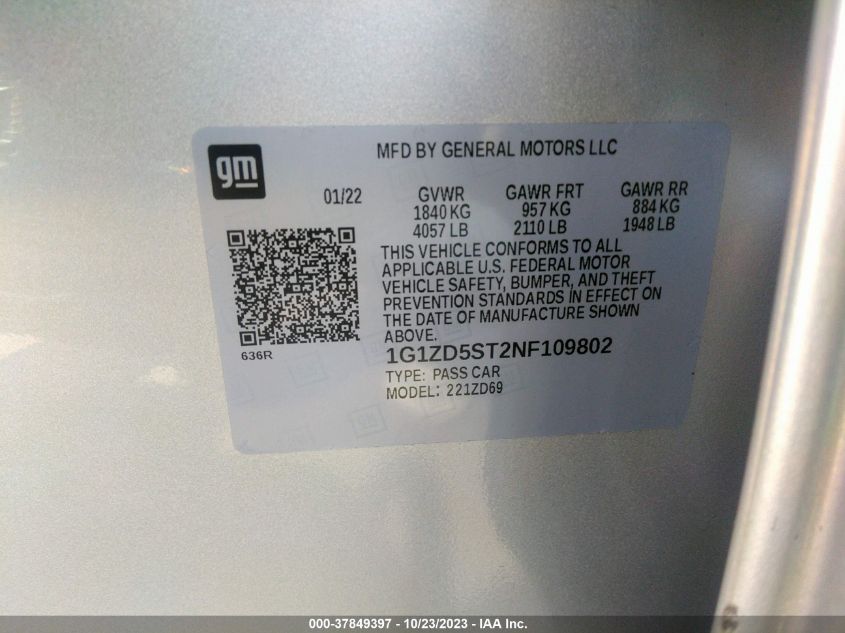 gm
MFD BY GENERAL MOTORS LLC
01/22 GVWR GAWR FRT GAWR RR
1840 KG 957 KG 884 KG
4057 LB 2110 LB 1948 LB
THIS VEHICLE CONFORMS TO ALL
APPLICABLE U.S. FEDERAL MOTOR
VEHICLE SAFETY, BUMPER, AND THEFT
PREVENTION STANDARDS IN EFFECT ON
THE DATE OF MANUFACTURE SHOWN
ABOVE.
636R
1G1ZD5ST2NF109802
TYPE: PASS CAR
MODEL: 221ZD69
000-37849397 - 10/23/2023 - IAA Inc.